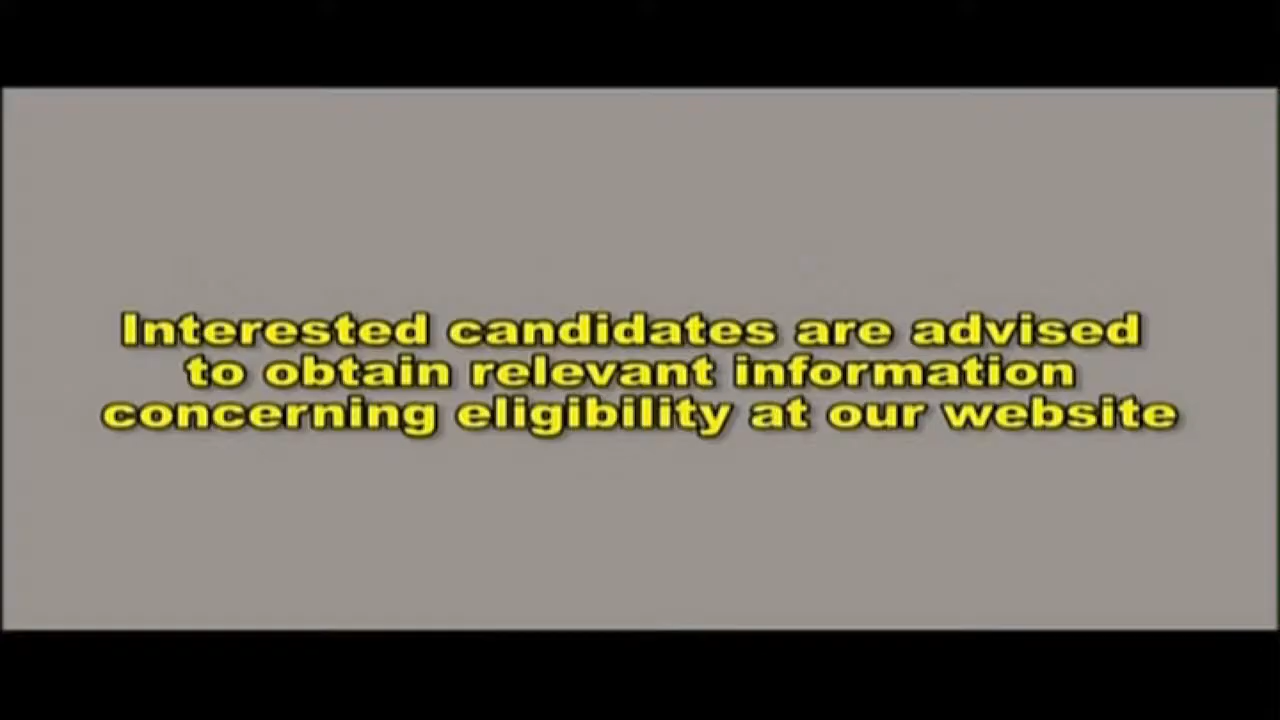 Interested candidates are advised
to obtain relevant information
concerning eligibility at our website